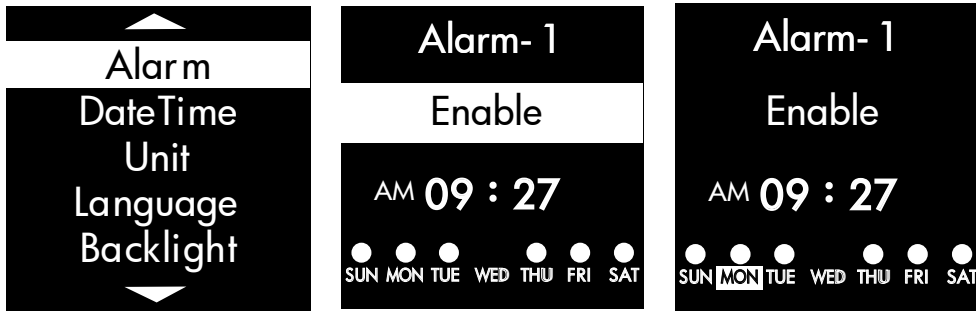 Alarm
DateTime
Unit
Language
Backlight
Alarm- 1
Enable
AM 09 : 27
SUN MON TUE WED THU FRI SAT
Alarm- 1
Enable
AM 09 : 27
SUN MON TUE WED THU FRI SAT